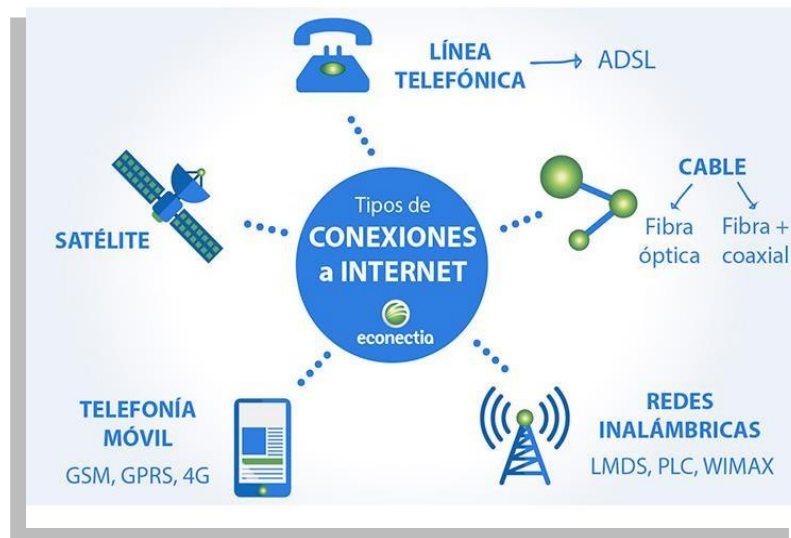 LÍNEA
TELEFÓNICA
ADSL
CABLE
Fibra
óptica
Fibra +
coaxial
SATÉLITE
Tipos de
CONEXIONES
a INTERNET
econectia
TELEFONÍA
MÓVIL
GSM, GPRS, 4G
REDES
INALÁMBRICAS
LMDS, PLC, WIMAX